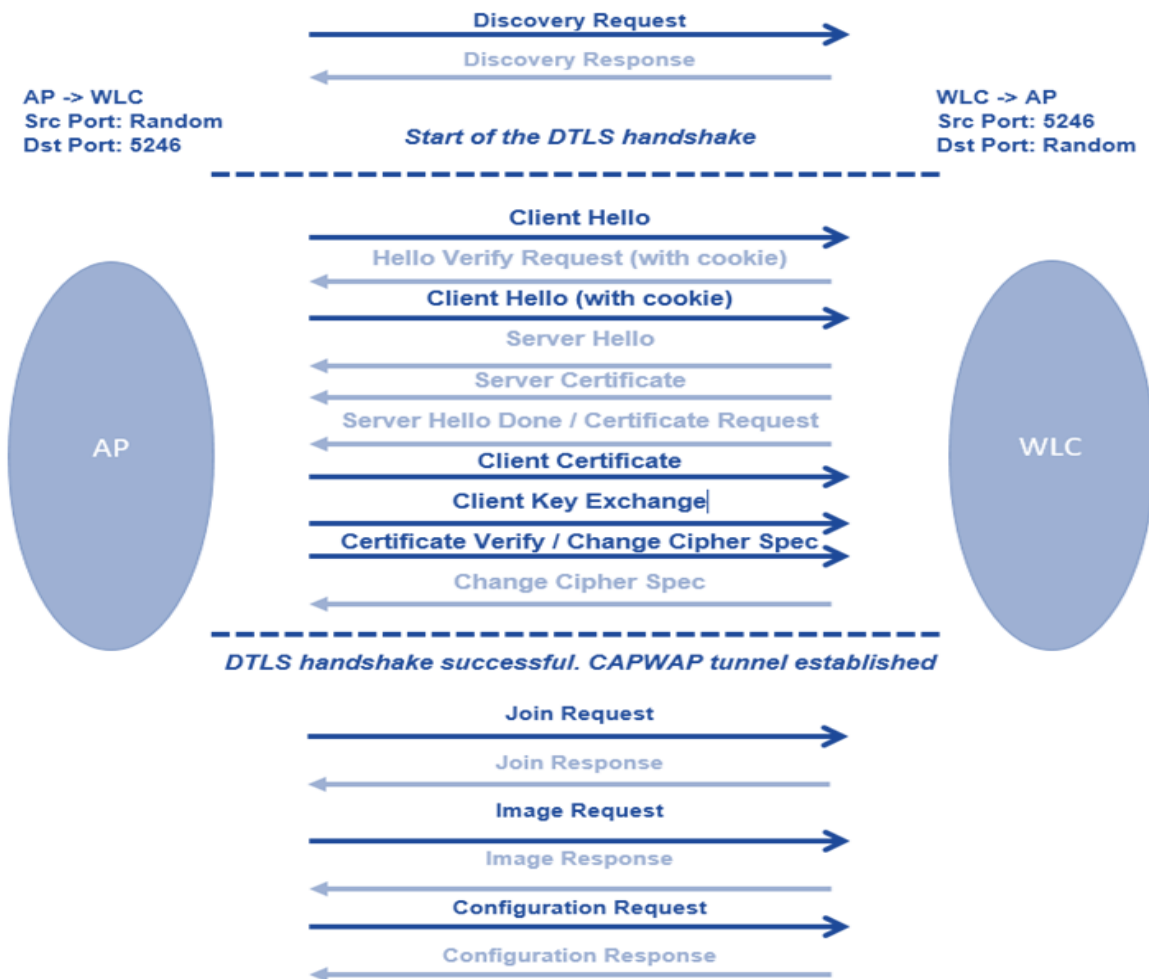 Discovery Request
Discovery Response
AP -> WLC
Src Port: Random
Dst Port: 5246
WLC -> AP
Src Port: 5246
Dst Port: Random
Start of the DTLS handshake
Client Hello
Hello Verify Request (with cookie)
Client Hello (with cookie)
Server Hello
Server Certificate
Server Hello Done / Certificate Request
AP
WLC
Client Certificate
Client Key Exchange
Certificate Verify / Change Cipher Spec
Change Cipher Spec
DTLS handshake successful. CAPWAP tunnel established
Join Request
Join Response
Image Request
Image Response
Configuration Request
Configuration Response